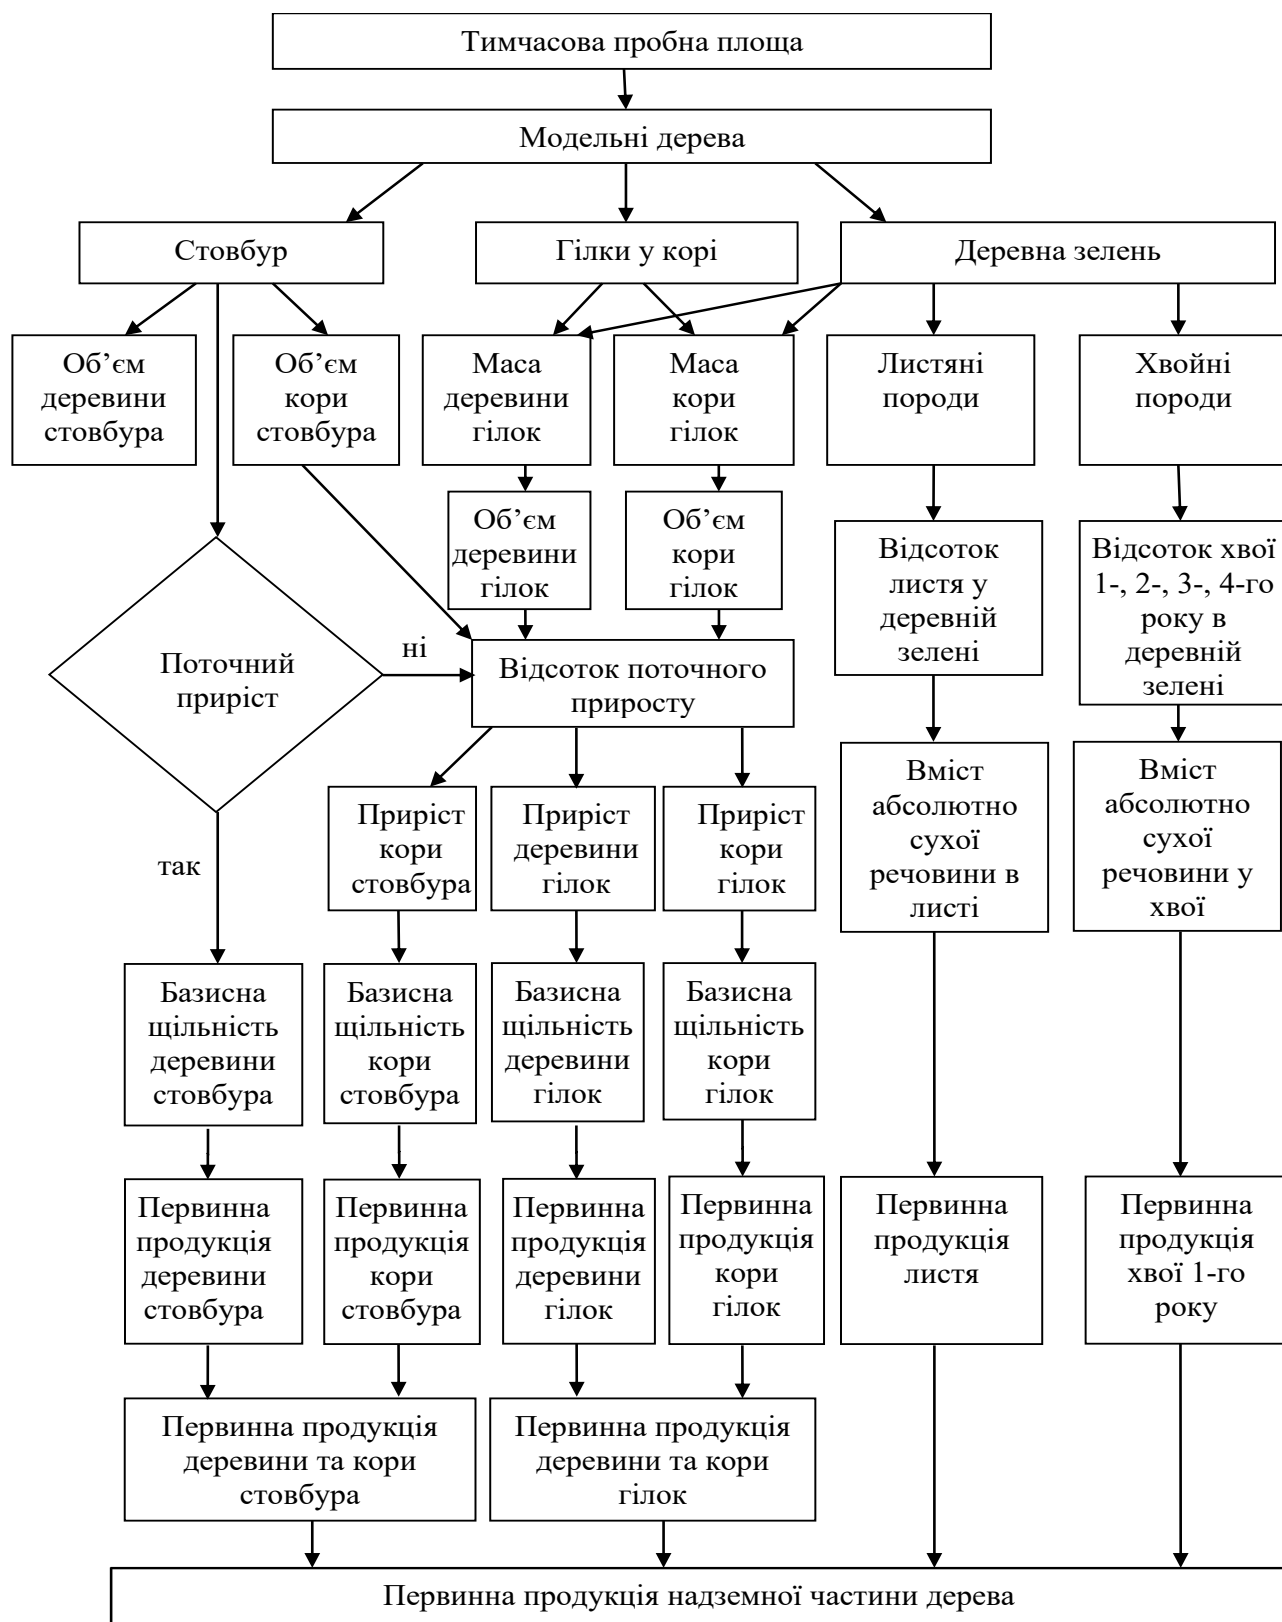 Тимчасова пробна площа
Модельні дерева
Стовбур
Гілки у корі
Деревна зелень
Об’єм
деревини
стовбура
Об’єм
кори
стовбура
Маса
деревини
гілок
Маса
кори
гілок
Листяні
породи
Хвойні
породи
Об’єм
деревини
гілок
Об’єм
кори
гілок
Відсоток
листя у
деревній
зелені
Відсоток хвої
1-, 2-, 3-, 4-го
року в
деревній
зелені
Поточний
приріст
ні
Відсоток поточного
приросту
так
Приріст
кори
стовбура
Приріст
деревини
гілок
Приріст
кори
гілок
Вміст
абсолютно
сухої
речовини в
листі
Вміст
абсолютно
сухої
речовини у
хвої
Базисна
щільність
деревини
стовбура
Базисна
щільність
кори
стовбура
Базисна
щільність
деревини
гілок
Базисна
щільність
кори
гілок
Первинна
продукція
деревини
стовбура
Первинна
продукція
кори
стовбура
Первинна
продукція
деревини
гілок
Первинна
продукція
кори
гілок
Первинна
продукція
листя
Первинна
продукція
хвої 1-го
року
Первинна продукція
деревини та кори
стовбура
Первинна продукція
деревини та кори
гілок
Первинна продукція надземної частини дерева